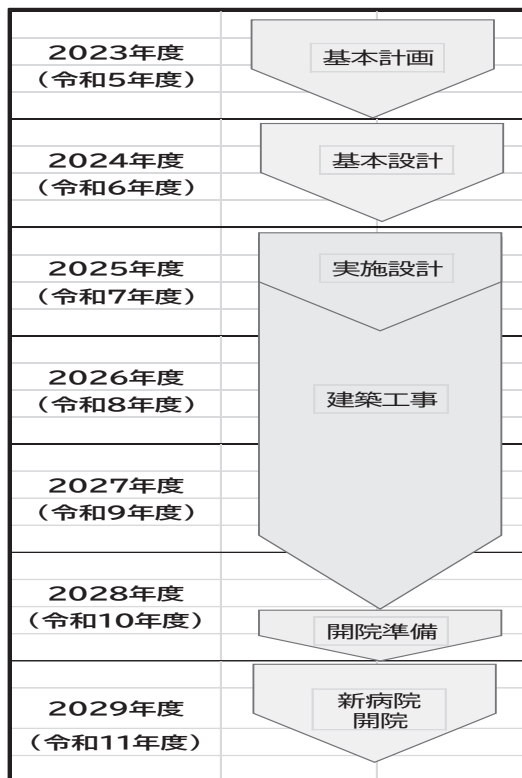 2023年度
(令和5年度)
基本計画
2024年度
(令和6年度)
基本設計
2025年度
(令和7年度)
実施設計
2026年度
(令和8年度)
建築工事
2027年度
(令和9年度)
2028年度
(令和10年度)
開院準備
2029年度
(令和11年度)
新病院
開院